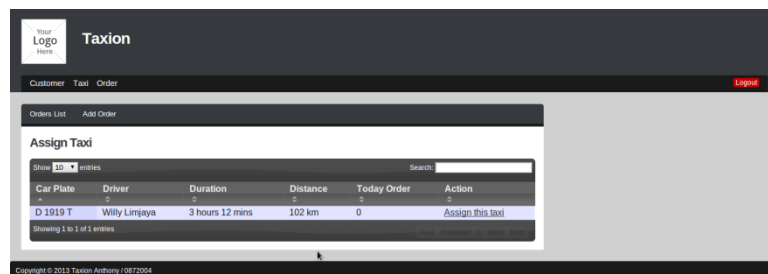 Your
Logo
Here
Taxion
Customer Taxi Order
Logout
Orders List Add Order
Assign Taxi
Show 10 entries
Search:
Car Plate Driver Duration Distance Today Order Action
D 1919 T Willy Limjaya 3 hours 12 mins 102 km 0 Assign this taxi
Showing 1 to 1 of 1 entries
Copyright © 2013 Taxion Anthony / 0872004